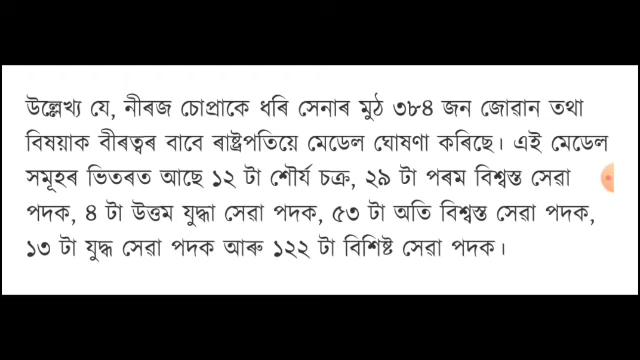 উল্লেখ্য যে, নীৰজ চোপ্ৰাকে ধৰি সেনাৰ মুঠ ৩৮৪ জন জোৱান তথা
বিষয়াক বীৰত্বৰ বাবে ৰাষ্ট্ৰপতিয়ে মেডেল ঘোষণা কৰিছে। এই মেডেল
সমূহৰ ভিতৰত আছে ১২ টা শৌৰ্য চক্ৰ, ২৯ টা পৰম বিশ্বস্ত সেৱা
পদক, ৪ টা উত্তম যুদ্ধা সেৱা পদক, ৫৩ টা অতি বিশ্বস্ত সেৱা পদক,
১৩ টা যুদ্ধ সেৱা পদক আৰু ১২২ টা বিশিষ্ট সেৱা পদক।